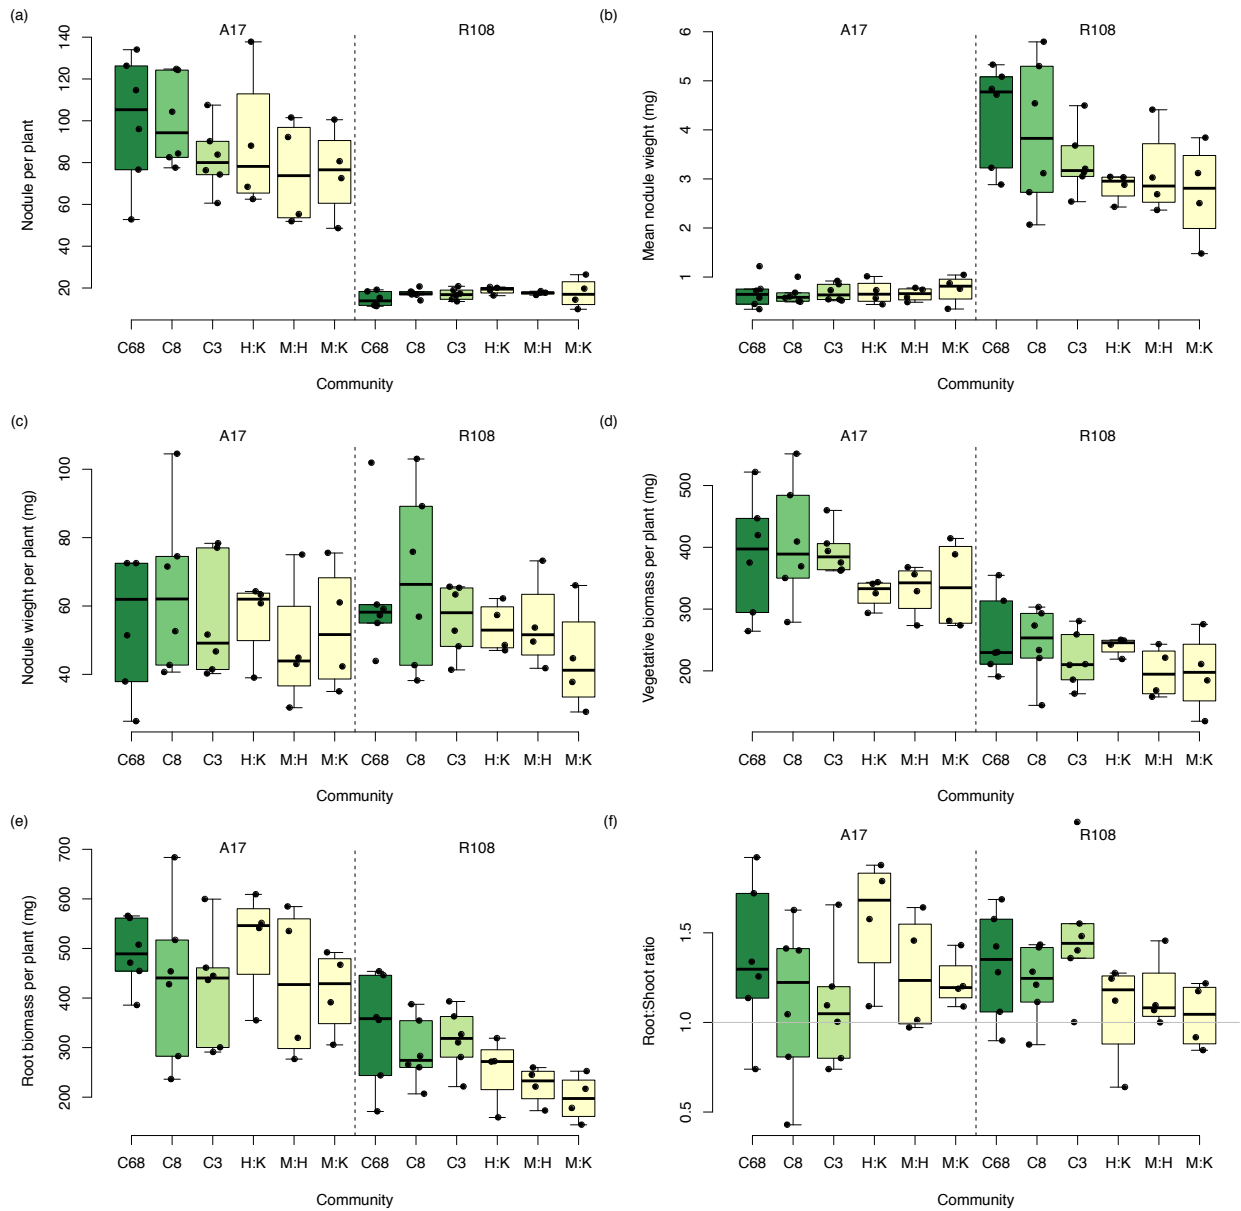 (a)
A17
R108
Nodule per plant
140
120
100
80
60
40
20
C68 C8 C3 H:K M:H M:K C68 C8 C3 H:K M:H M:K
Community
(b)
A17
R108
Mean nodule wieght (mg)
6
5
4
3
2
1
C68 C8 C3 H:K M:H M:K C68 C8 C3 H:K M:H M:K
Community
(c)
A17
R108
Nodule wieght per plant (mg)
100
80
60
40
C68 C8 C3 H:K M:H M:K C68 C8 C3 H:K M:H M:K
Community
(d)
A17
R108
Vegetative biomass per plant (mg)
500
400
300
200
C68 C8 C3 H:K M:H M:K C68 C8 C3 H:K M:H M:K
Community
(e)
A17
R108
Root biomass per plant (mg)
700
600
500
400
300
200
C68 C8 C3 H:K M:H M:K C68 C8 C3 H:K M:H M:K
Community
(f)
A17
R108
Root:Shoot ratio
1.5
1.0
0.5
C68 C8 C3 H:K M:H M:K C68 C8 C3 H:K M:H M:K
Community